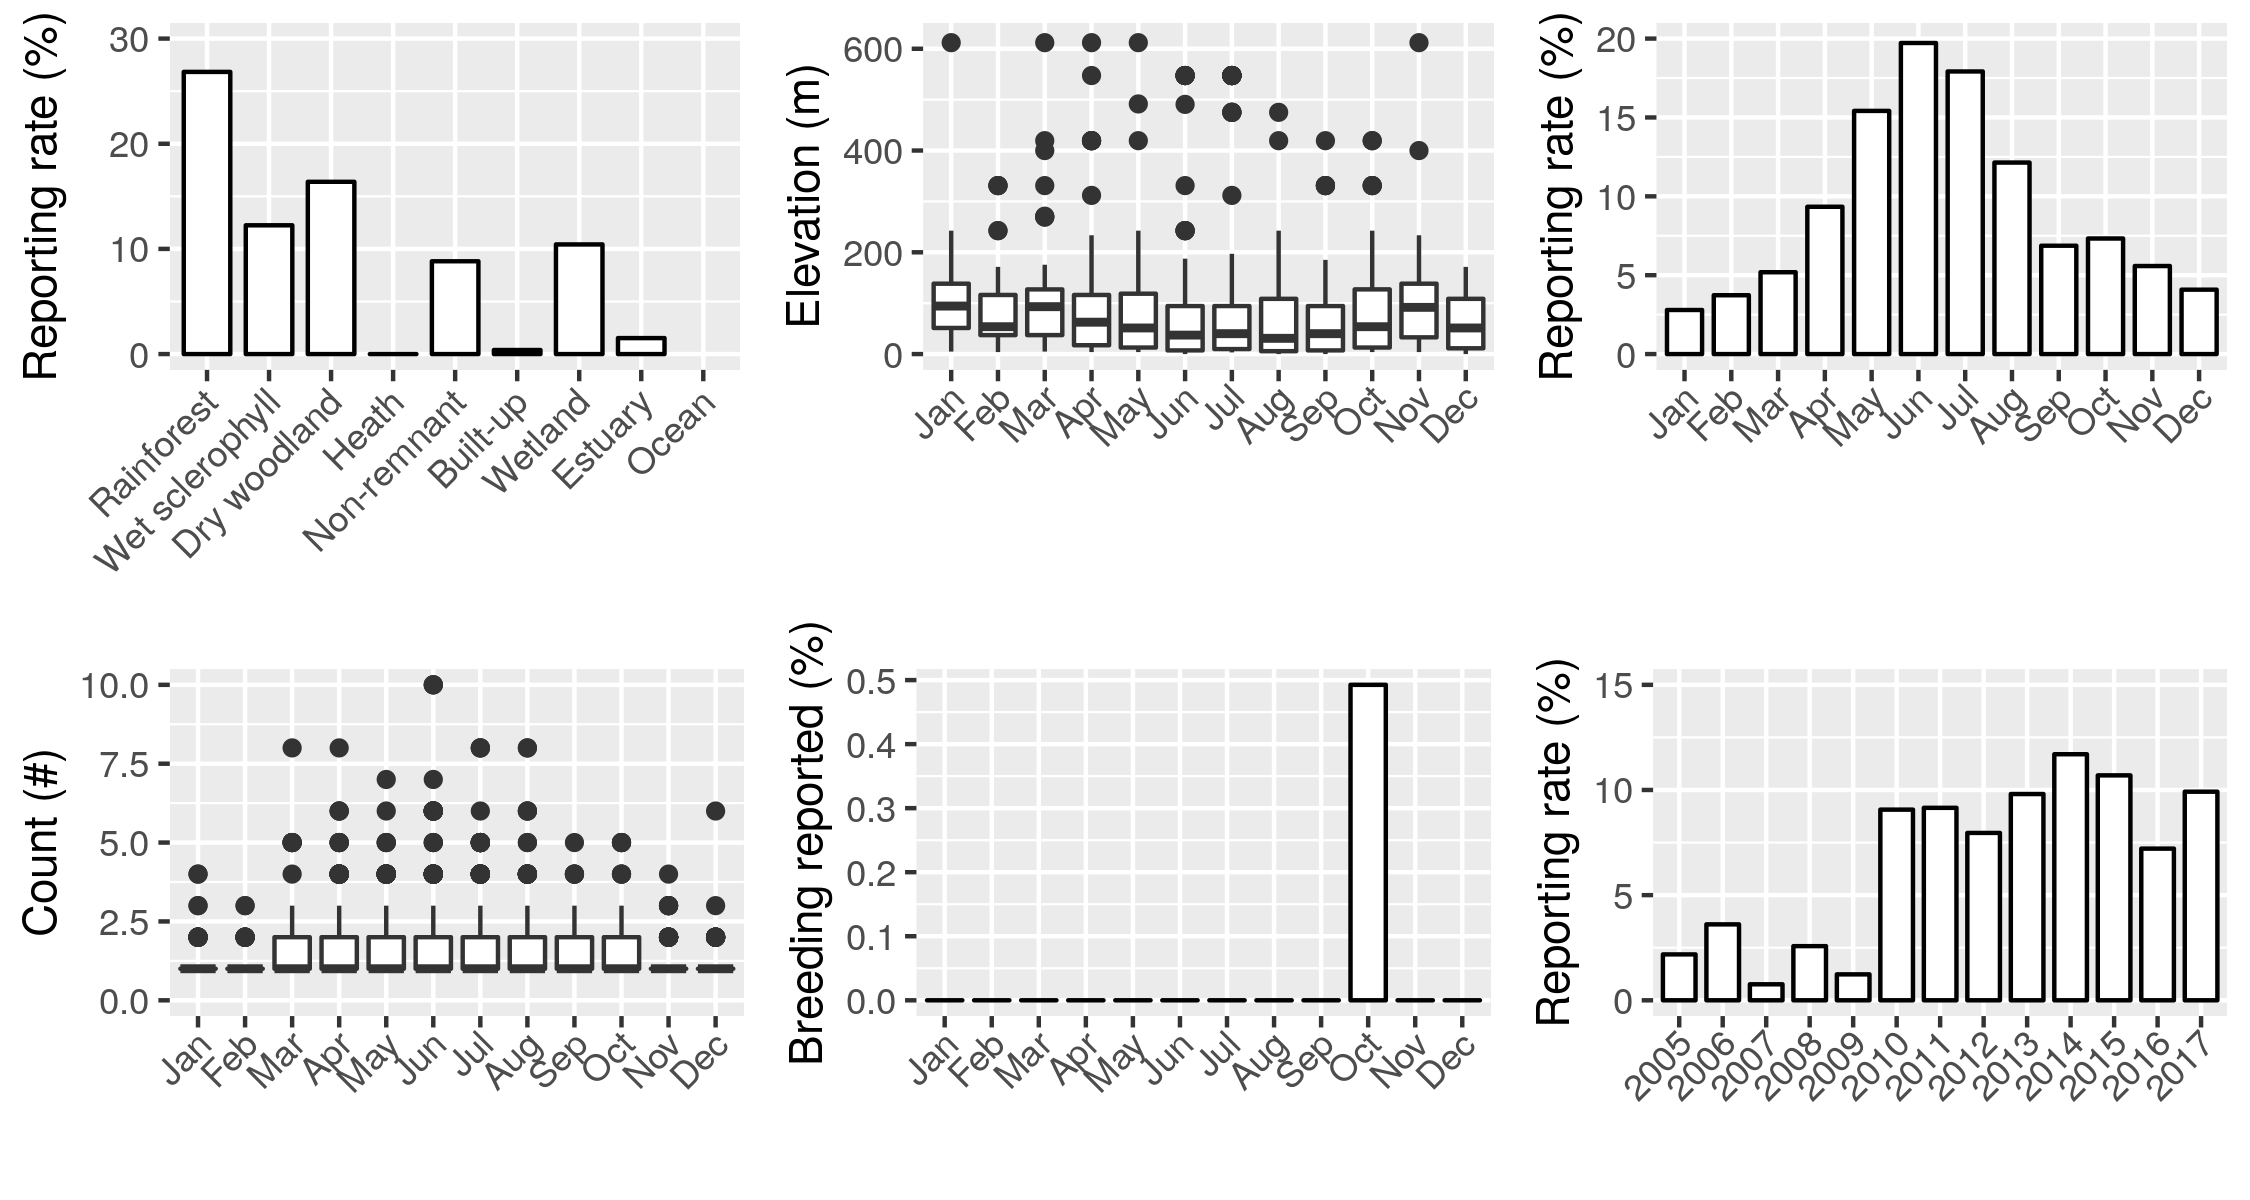 Reporting rate (%)
30
20
10
0
Rainforest
Wet sclerophyll
Dry woodland
Heath
Non-remnant
Built-up
Wetland
Estuary
Ocean
Elevation (m)
600
400
200
0
Jan
Feb
Mar
Apr
May
Jun
Jul
Aug
Sep
Oct
Nov
Dec
Reporting rate (%)
20
15
10
5
0
Jan
Feb
Mar
Apr
May
Jun
Jul
Aug
Sep
Oct
Nov
Dec
Count (#)
10.0
7.5
5.0
2.5
0.0
Jan
Feb
Mar
Apr
May
Jun
Jul
Aug
Sep
Oct
Nov
Dec
Breeding reported (%)
0.5
0.4
0.3
0.2
0.1
0.0
Jan
Feb
Mar
Apr
May
Jun
Jul
Aug
Sep
Oct
Nov
Dec
Reporting rate (%)
15
10
5
0
2005
2006
2007
2008
2009
2010
2011
2012
2013
2014
2015
2016
2017